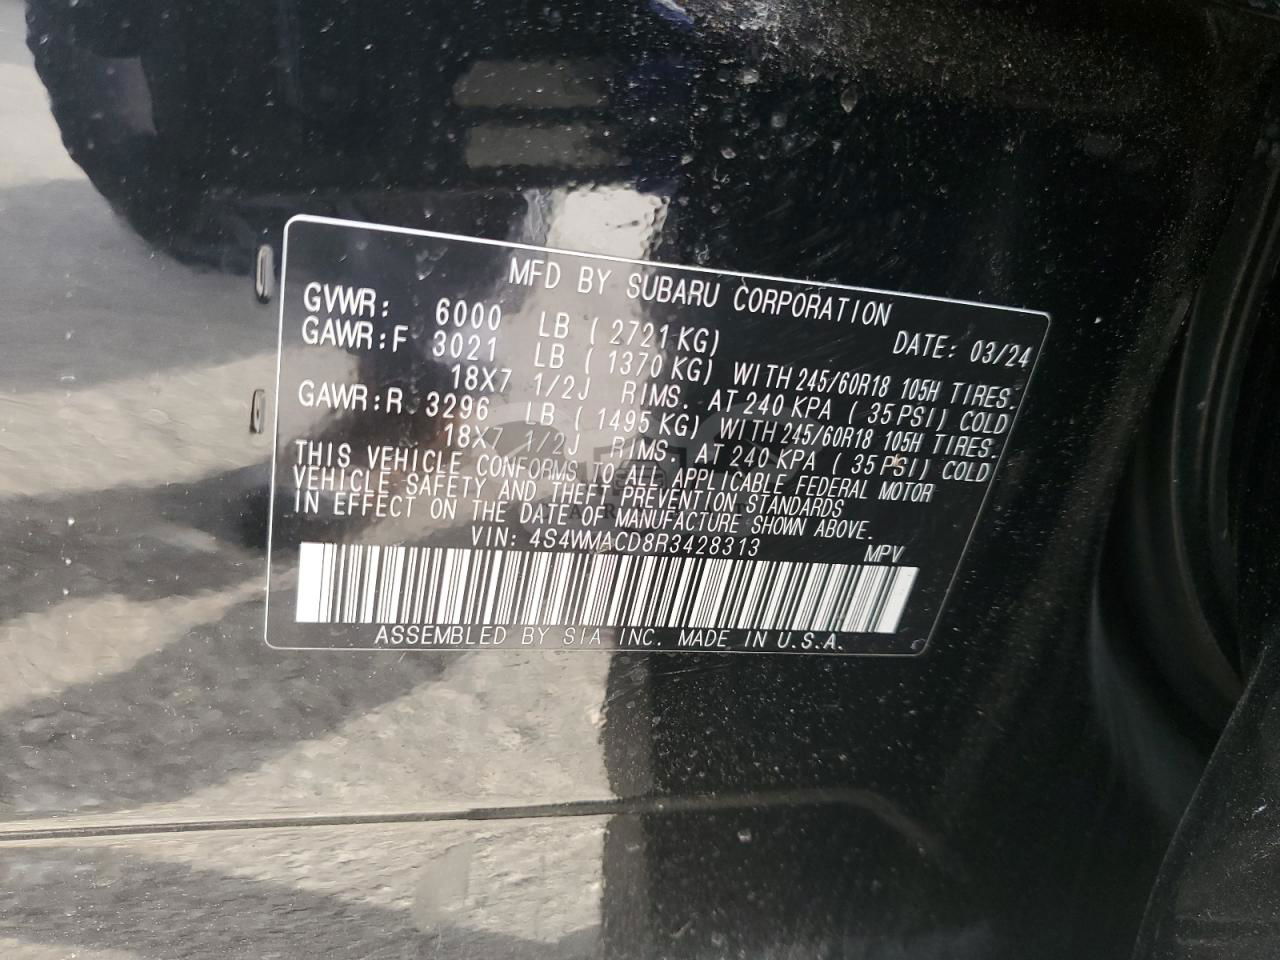 MFD BY SUBARU CORPORATION
GVWR: 6000 LB ( 2721 KG) DATE: 03/24
GAWR:F 3021 LB ( 1370 KG) WITH 245/60R18 105H TIRES.
18X7 1/2J RIMS. AT 240 KPA ( 35 PSI) COLD
GAWR:R 3296 LB ( 1495 KG) WITH 245/60R18 105H TIRES.
18X7 1/2J RIMS. AT 240 KPA ( 35 PSI) COLD
THIS VEHICLE CONFORMS TO ALL APPLICABLE FEDERAL MOTOR
VEHICLE SAFETY AND THEFT PREVENTION STANDARDS
IN EFFECT ON THE DATE OF MANUFACTURE SHOWN ABOVE.
VIN: 4S4WMACD8R3428313 MPV
ASSEMBLED BY SIA INC. MADE IN U.S.A.